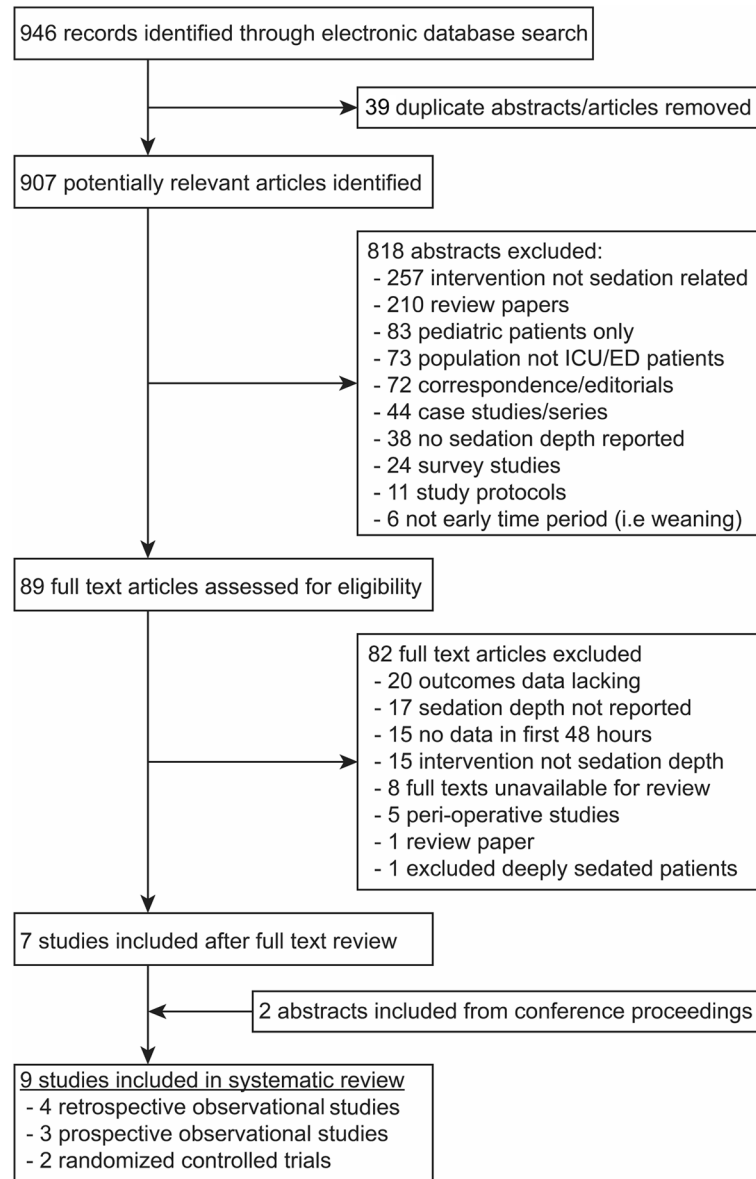 946 records identified through electronic database search
39 duplicate abstracts/articles removed
907 potentially relevant articles identified
818 abstracts excluded:
- 257 intervention not sedation related
- 210 review papers
- 83 pediatric patients only
- 73 population not ICU/ED patients
- 72 correspondence/editorials
- 44 case studies/series
- 38 no sedation depth reported
- 24 survey studies
- 11 study protocols
- 6 not early time period (i.e weaning)
89 full text articles assessed for eligibility
82 full text articles excluded
- 20 outcomes data lacking
- 17 sedation depth not reported
- 15 no data in first 48 hours
- 15 intervention not sedation depth
- 8 full texts unavailable for review
- 5 peri-operative studies
- 1 review paper
- 1 excluded deeply sedated patients
7 studies included after full text review
2 abstracts included from conference proceedings
9 studies included in systematic review
- 4 retrospective observational studies
- 3 prospective observational studies
- 2 randomized controlled trials